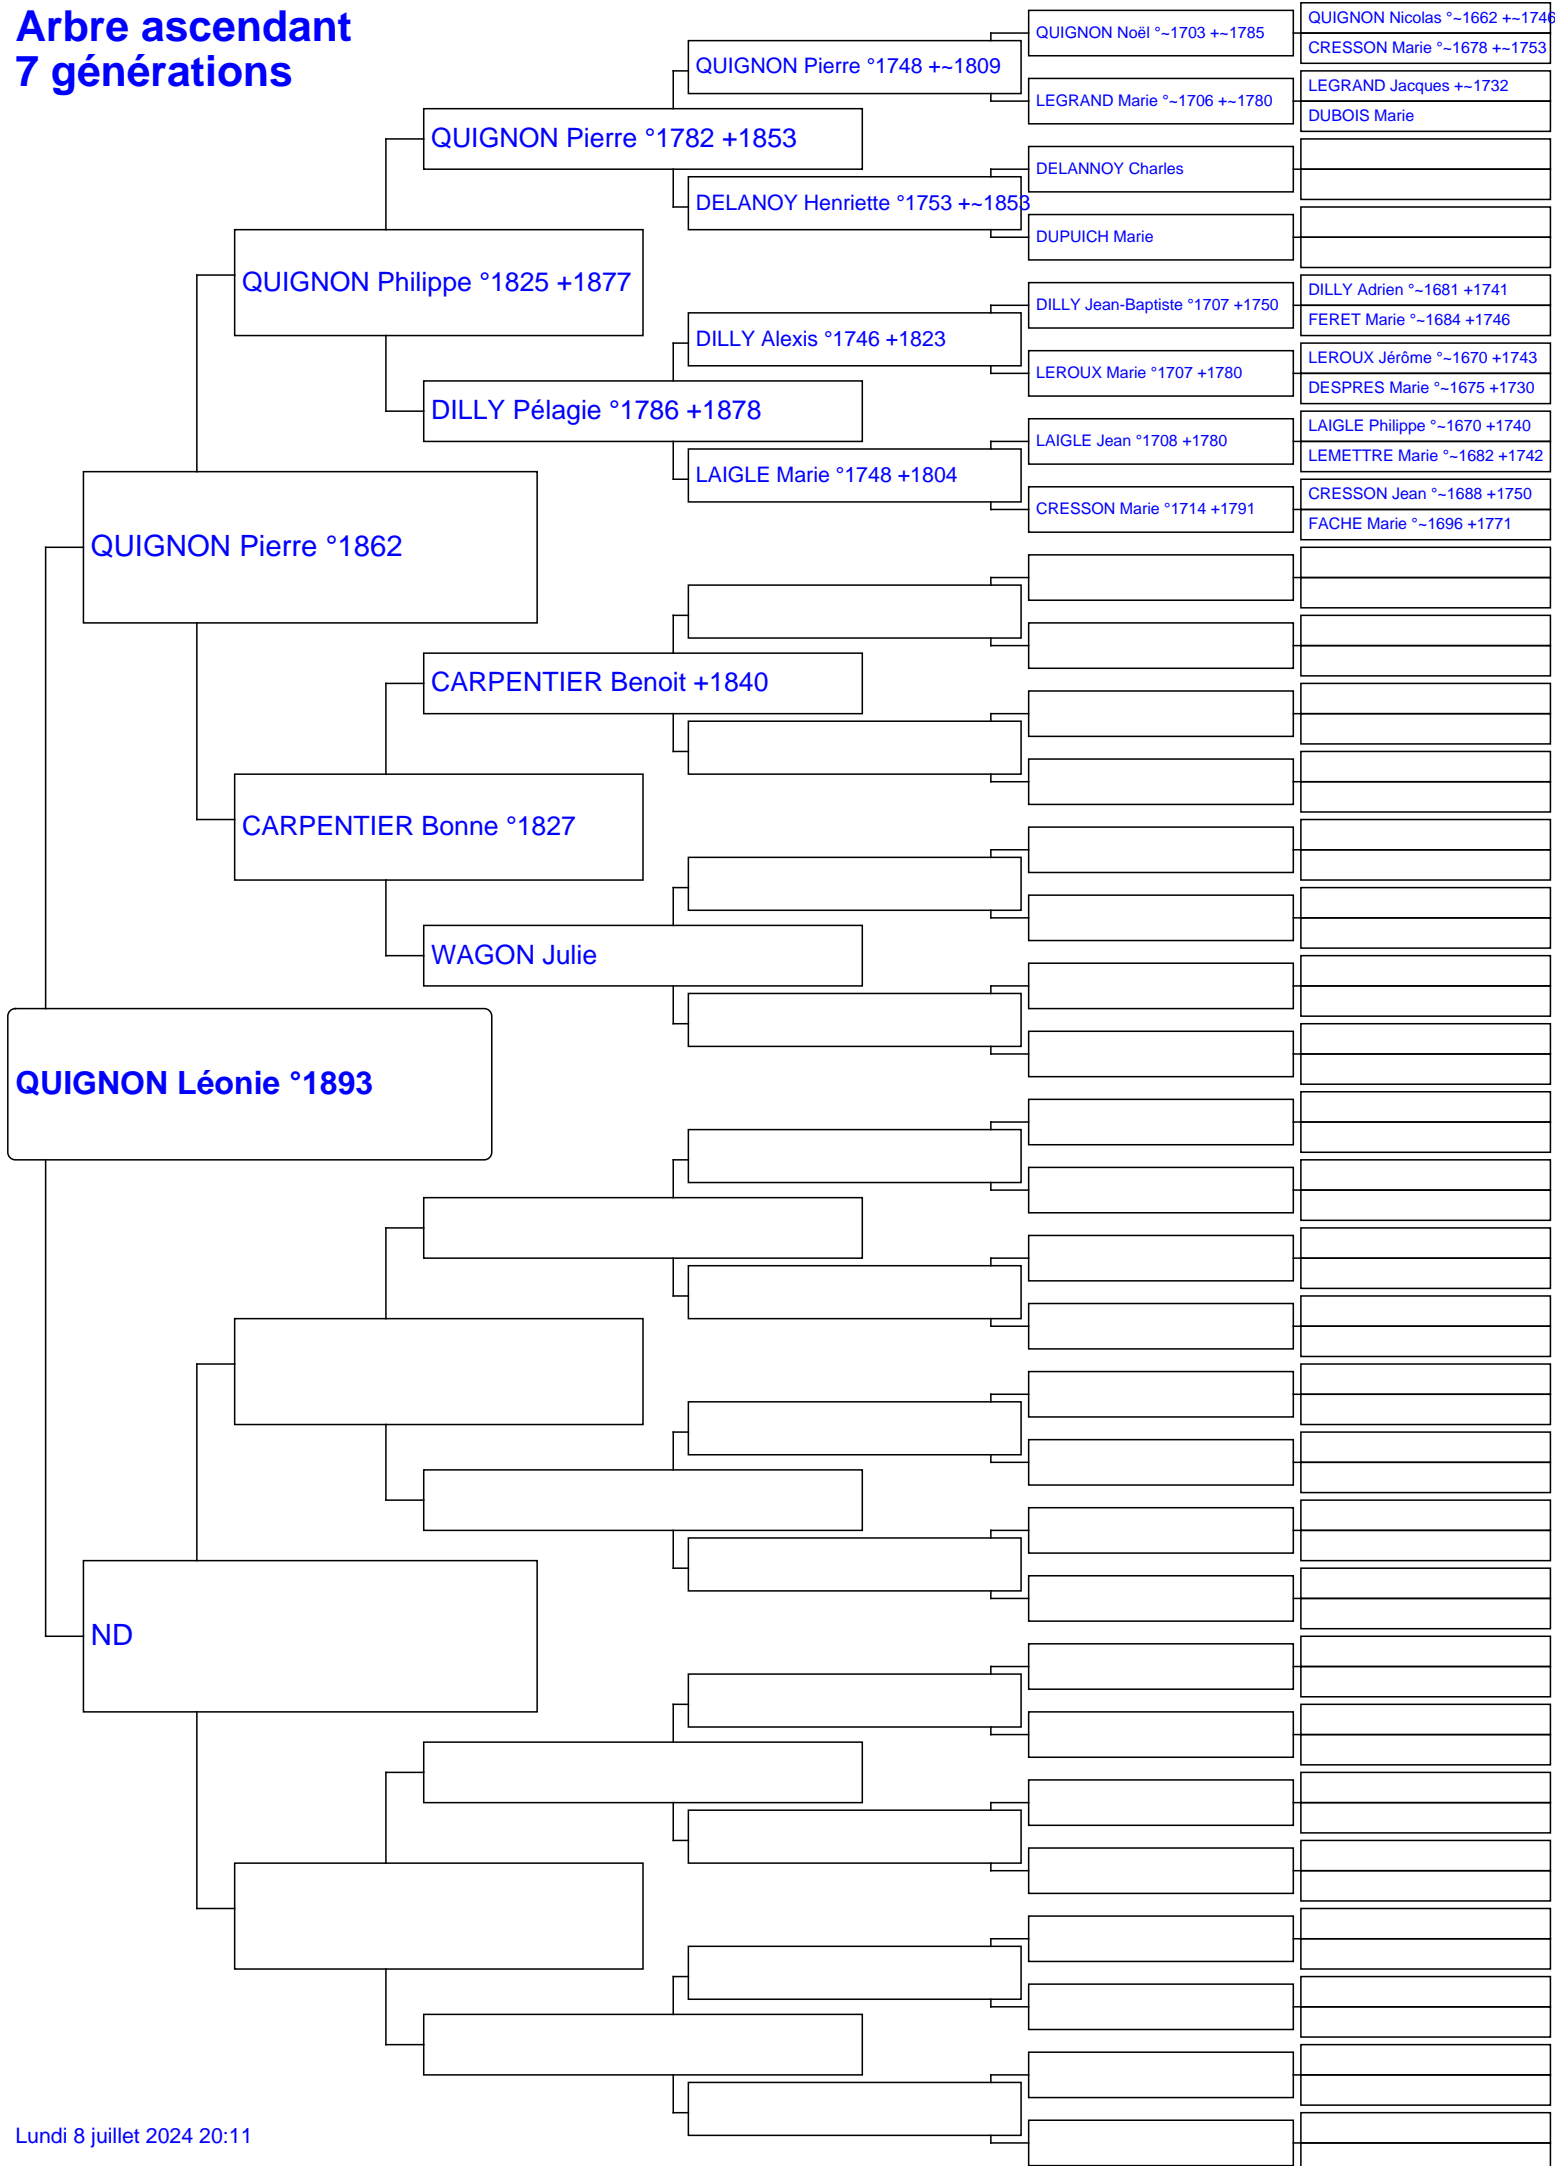 Arbre ascendant
7 générations
QUIGNON Nicolas °~1662 +~1746
QUIGNON Noël °~1703 +~1785
CRESSON Marie °~1678 +~1753
QUIGNON Pierre °1748 +~1809
LEGRAND Jacques +~1732
LEGRAND Marie °~1706 +~1780
DUBOIS Marie
QUIGNON Pierre °1782 +1853
DELANNOY Charles
DELANOY Henriette °1753 +~1853
DUPUICH Marie
QUIGNON Philippe °1825 +1877
DILLY Adrien °~1681 +1741
DILLY Jean-Baptiste °1707 +1750
FERET Marie °~1684 +1746
DILLY Alexis °1746 +1823
LEROUX Jérôme °~1670 +1743
LEROUX Marie °1707 +1780
DESPRES Marie °~1675 +1730
DILLY Pélagie °1786 +1878
LAIGLE Philippe °~1670 +1740
LAIGLE Jean °1708 +1780
LEMETTRE Marie °~1682 +1742
LAIGLE Marie °1748 +1804
CRESSON Jean °~1688 +1750
CRESSON Marie °1714 +1791
FACHE Marie °~1696 +1771
QUIGNON Pierre °1862
CARPENTIER Benoit +1840
CARPENTIER Bonne °1827
WAGON Julie
QUIGNON Léonie °1893
ND
Lundi 8 juillet 2024 20:11